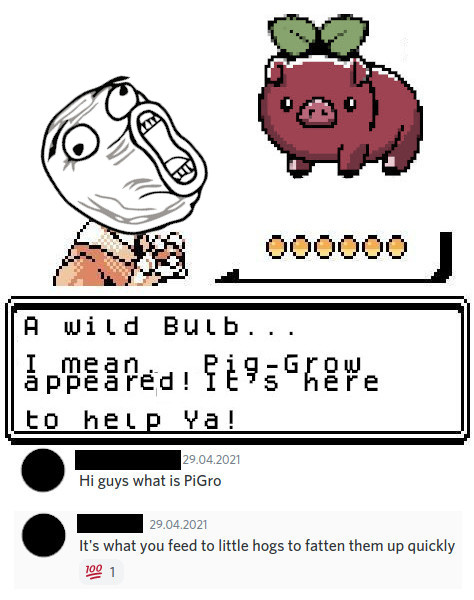 A wild Bulb...
I mean.. Pig-Grow
appeared! It's here
to help Ya!
29.04.2021
Hi guys what is PiGro
29.04.2021
It's what you feed to little hogs to fatten them up quickly
💯 1